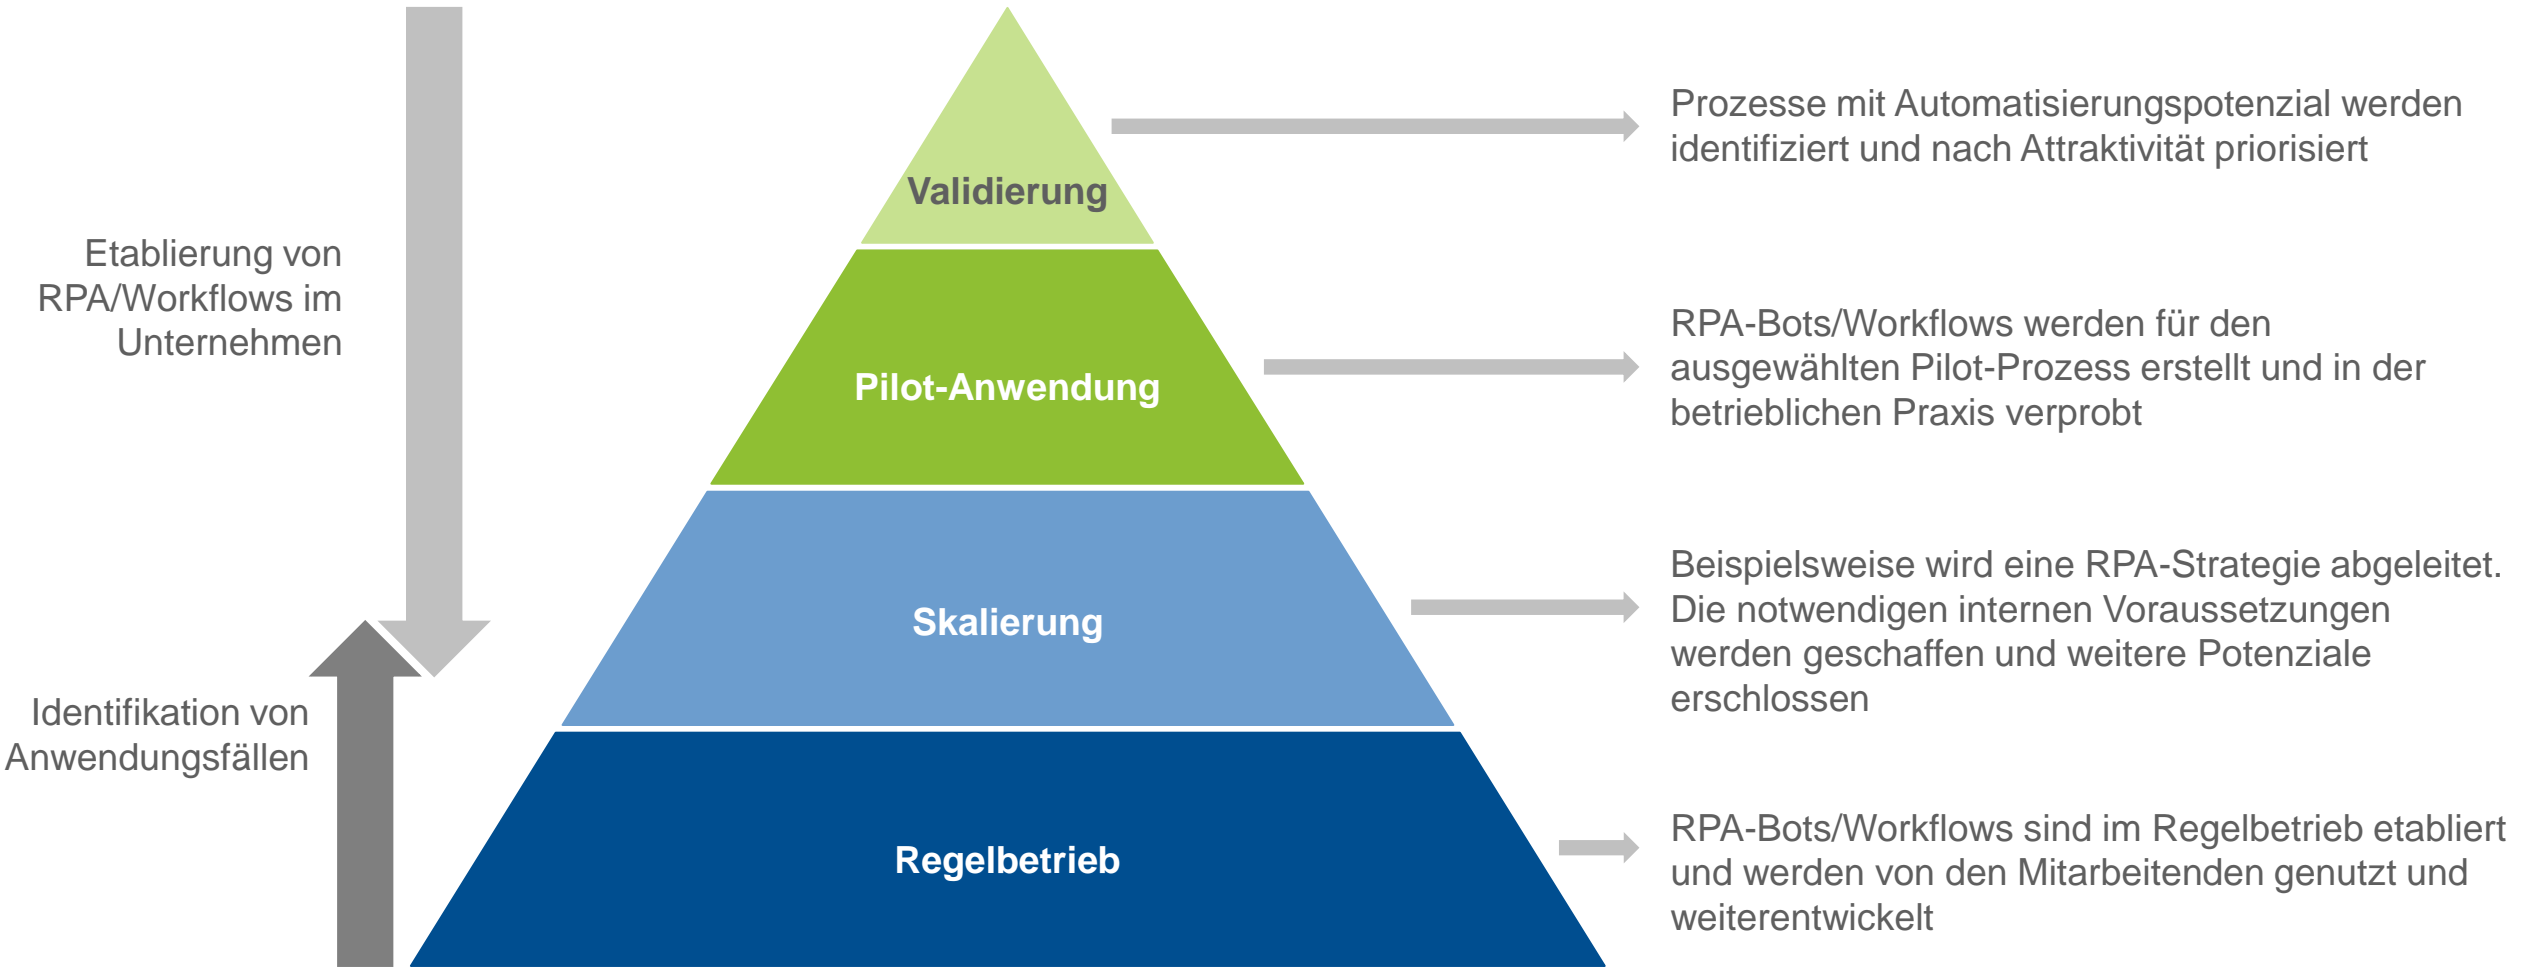 Etablierung von
RPA/Workflows im
Unternehmen
Identifikation von
Anwendungsfällen
Validierung
Pilot-Anwendung
Skalierung
Regelbetrieb
Prozesse mit Automatisierungspotenzial werden
identifiziert und nach Attraktivität priorisiert
RPA-Bots/Workflows werden für den
ausgewählten Pilot-Prozess erstellt und in der
betrieblichen Praxis verprobt
Beispielsweise wird eine RPA-Strategie abgeleitet.
Die notwendigen internen Voraussetzungen
werden geschaffen und weitere Potenziale
erschlossen
RPA-Bots/Workflows sind im Regelbetrieb etabliert
und werden von den Mitarbeitenden genutzt und
weiterentwickelt